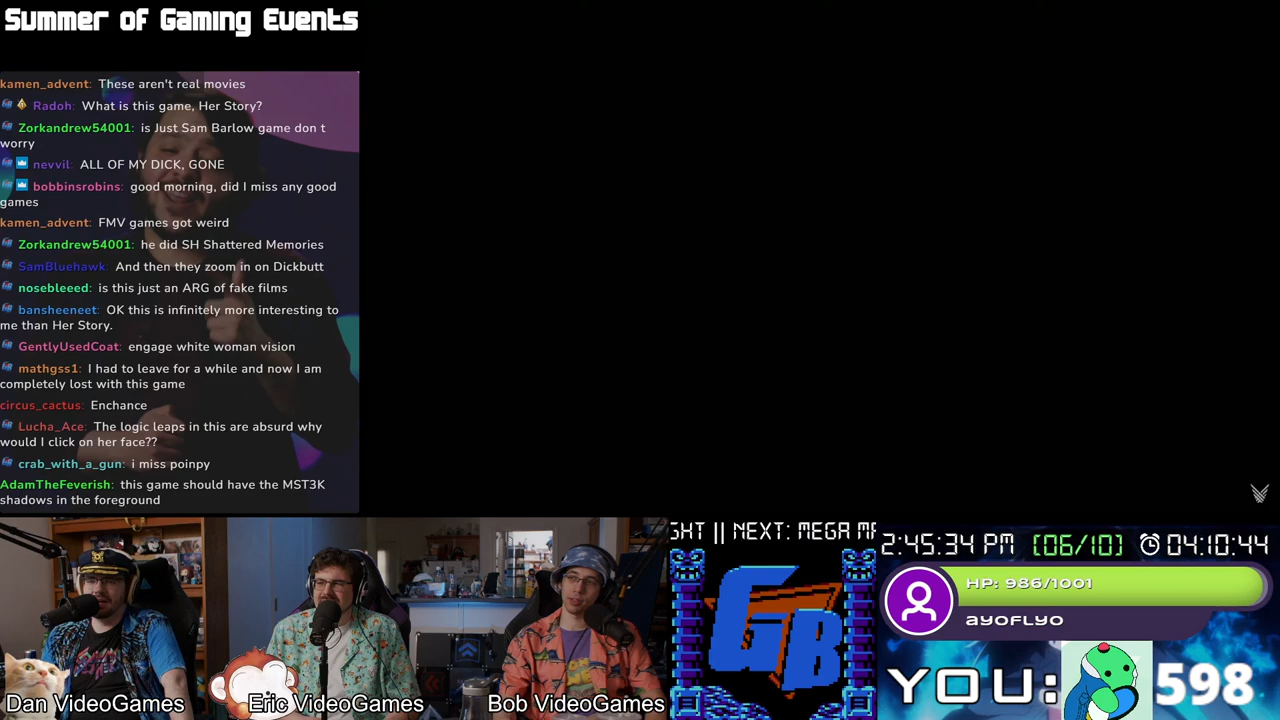 Summer of Gaming Events
kamen_advent: These aren't real movies
Radoh: What is this game, Her Story?
Zorkandrew54001: is Just Sam Barlow game don t
worry
nevvil: ALL OF MY DICK, GONE
bobbinsrobins: good morning, did I miss any good
games
kamen_advent: FMV games got weird
Zorkandrew54001: he did SH Shattered Memories
SamBluehawk: And then they zoom in on Dickbutt
nosebleeed: is this just an ARG of fake films
bansheeneet: OK this is infinitely more interesting to
me than Her Story.
GentlyUsedCoat: engage white woman vision
mathgss1: I had to leave for a while and now I am
completely lost with this game
circus_cactus: Enchance
Lucha_Ace: The logic leaps in this are absurd why
would I click on her face??
crab_with_a_gun: i miss poinpy
AdamTheFeverish: this game should have the MST3K
shadows in the foreground
Dan VideoGames
Eric VideoGames
Bob VideoGames
GHT || NEXT: MEGA MA
GB
2:45:34 PM [06/10] 04:10:44
HP: 986/1001
ayoflyo
YOU: 598